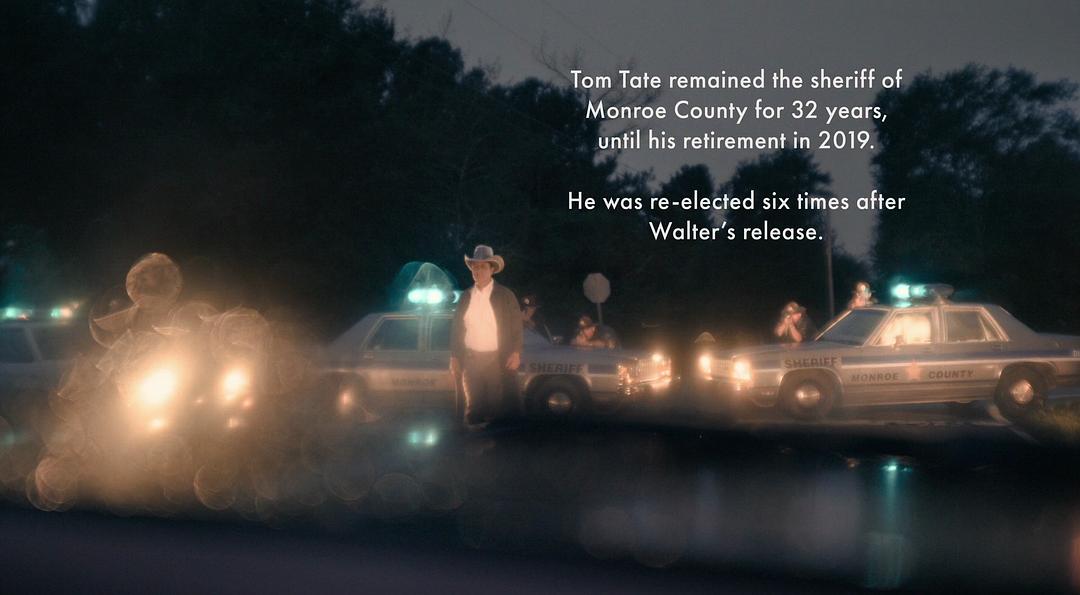 Tom Tate remained the sheriff of
Monroe County for 32 years,
until his retirement in 2019.
He was re-elected six times after
Walter's release.
SHERIFF
MONROE
SHERIFF
MONROE COUNTY